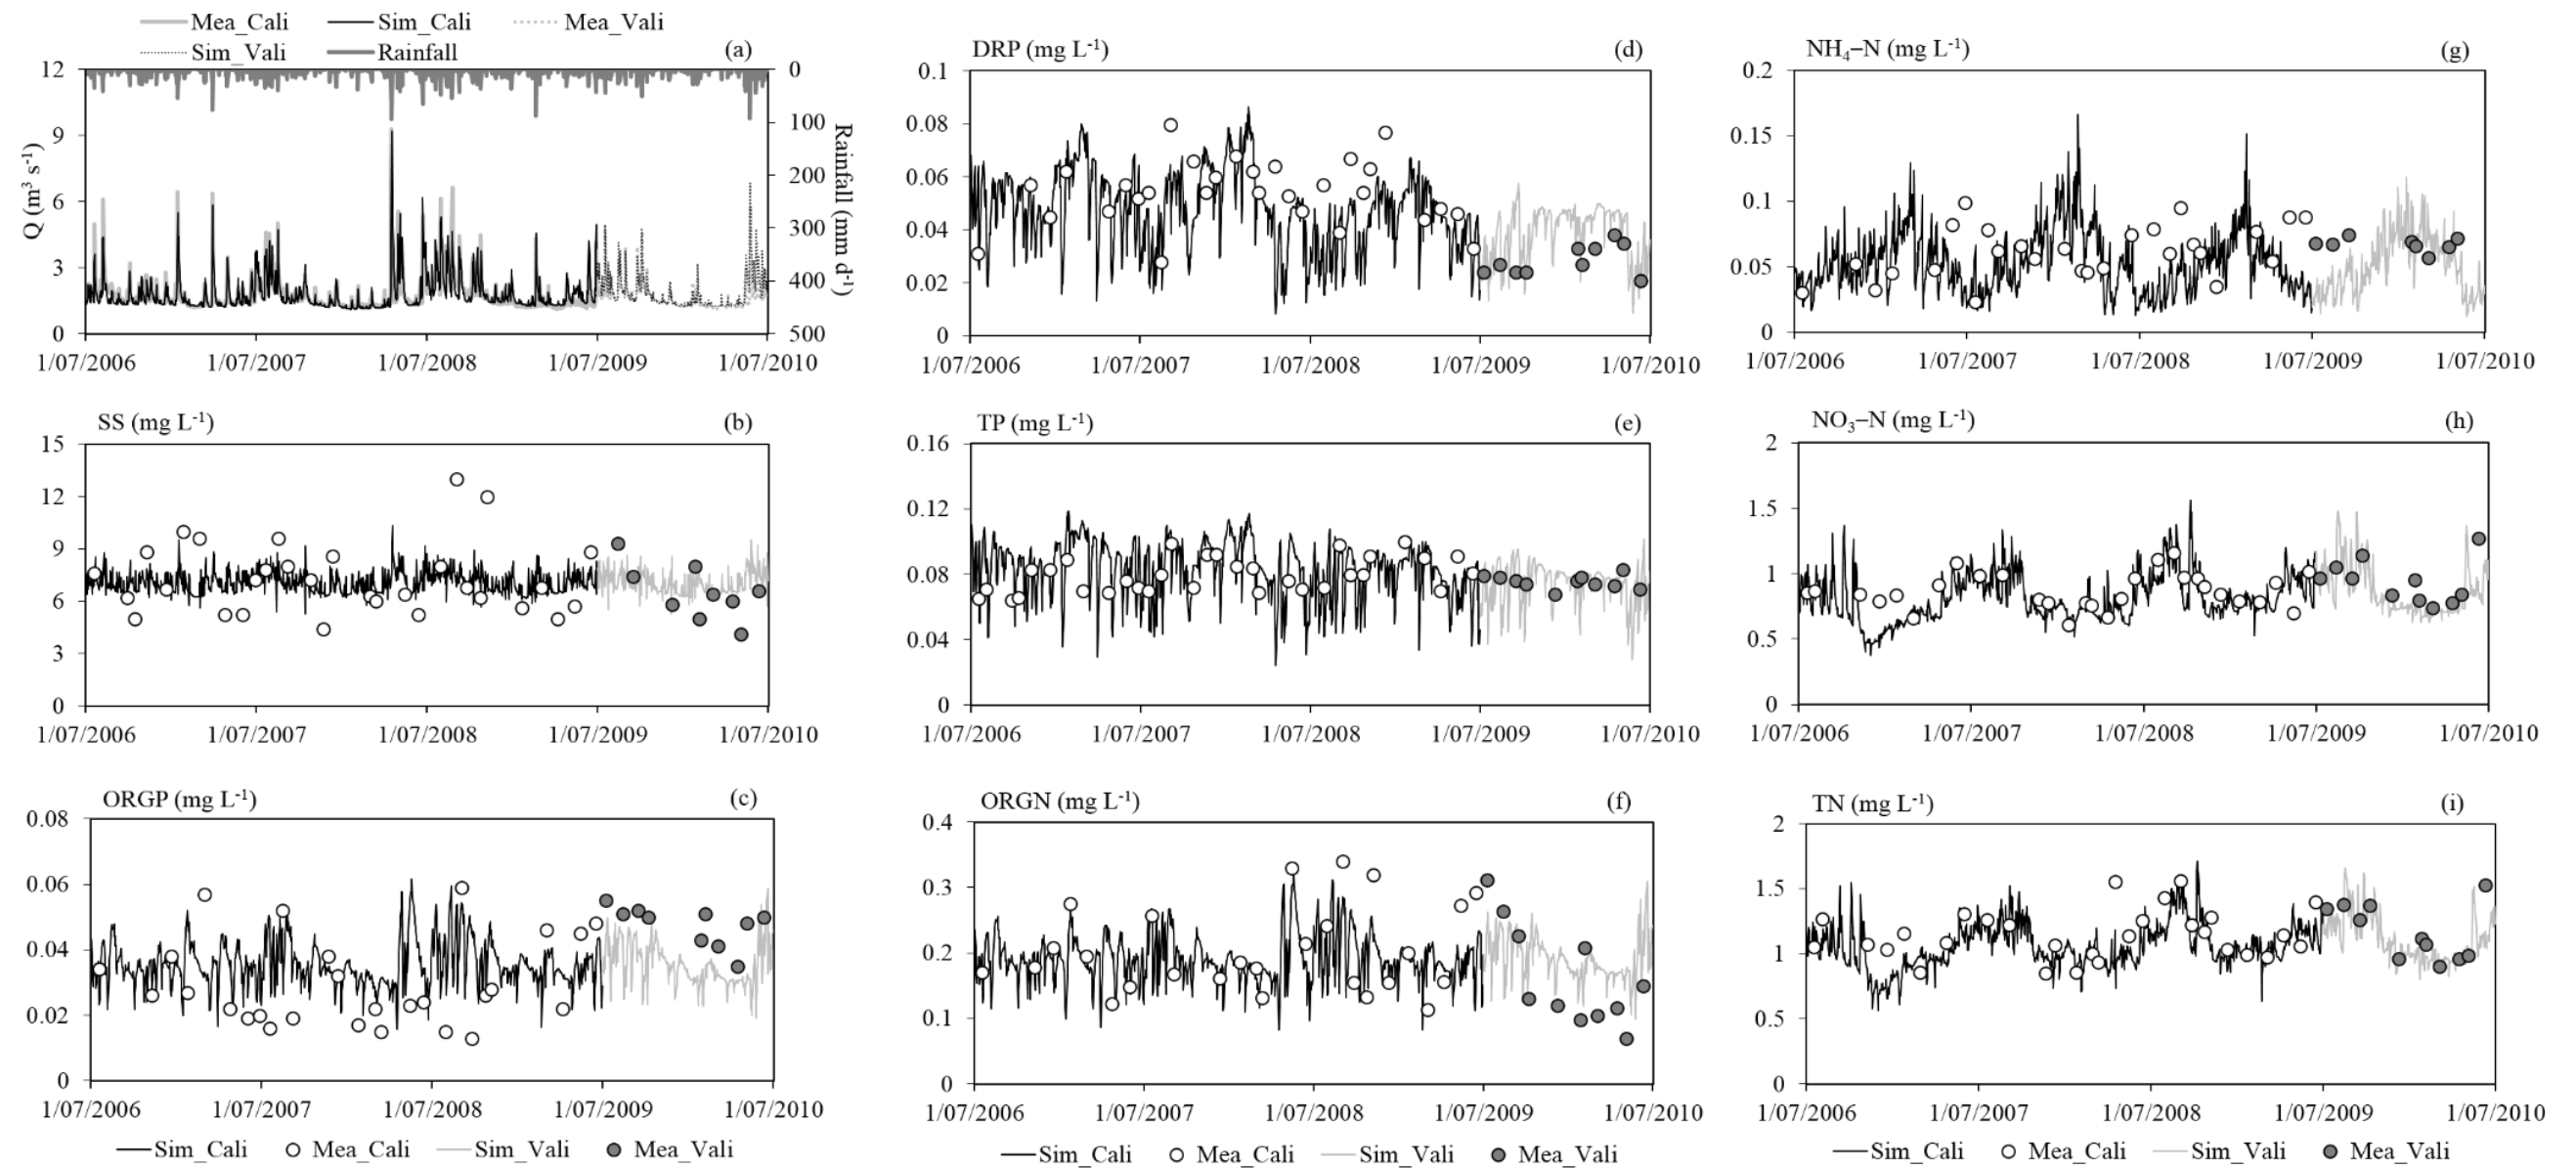 Mea_Cali Sim_Cali Mea_Vali
Sim_Vali Rainfall (a)
12 0
9 100
6 200
300
3 400
0 500
Q (m³ s⁻¹)
Rainfall (mm d⁻¹)
1/07/2006 1/07/2007 1/07/2008 1/07/2009 1/07/2010
DRP (mg L⁻¹) (d)
0.1
0.08
0.06
0.04
0.02
0
1/07/2006 1/07/2007 1/07/2008 1/07/2009 1/07/2010
NH₄–N (mg L⁻¹) (g)
0.2
0.15
0.1
0.05
0
1/07/2006 1/07/2007 1/07/2008 1/07/2009 1/07/2010
SS (mg L⁻¹) (b)
15
12
9
6
3
0
1/07/2006 1/07/2007 1/07/2008 1/07/2009 1/07/2010
TP (mg L⁻¹) (e)
0.16
0.12
0.08
0.04
0
1/07/2006 1/07/2007 1/07/2008 1/07/2009 1/07/2010
NO₃–N (mg L⁻¹) (h)
2
1.5
1
0.5
0
1/07/2006 1/07/2007 1/07/2008 1/07/2009 1/07/2010
ORGP (mg L⁻¹) (c)
0.08
0.06
0.04
0.02
0
1/07/2006 1/07/2007 1/07/2008 1/07/2009 1/07/2010
Sim_Cali Mea_Cali Sim_Vali Mea_Vali
ORGN (mg L⁻¹) (f)
0.4
0.3
0.2
0.1
0
1/07/2006 1/07/2007 1/07/2008 1/07/2009 1/07/2010
Sim_Cali Mea_Cali Sim_Vali Mea_Vali
TN (mg L⁻¹) (i)
2
1.5
1
0.5
0
1/07/2006 1/07/2007 1/07/2008 1/07/2009 1/07/2010
Sim_Cali Mea_Cali Sim_Vali Mea_Vali